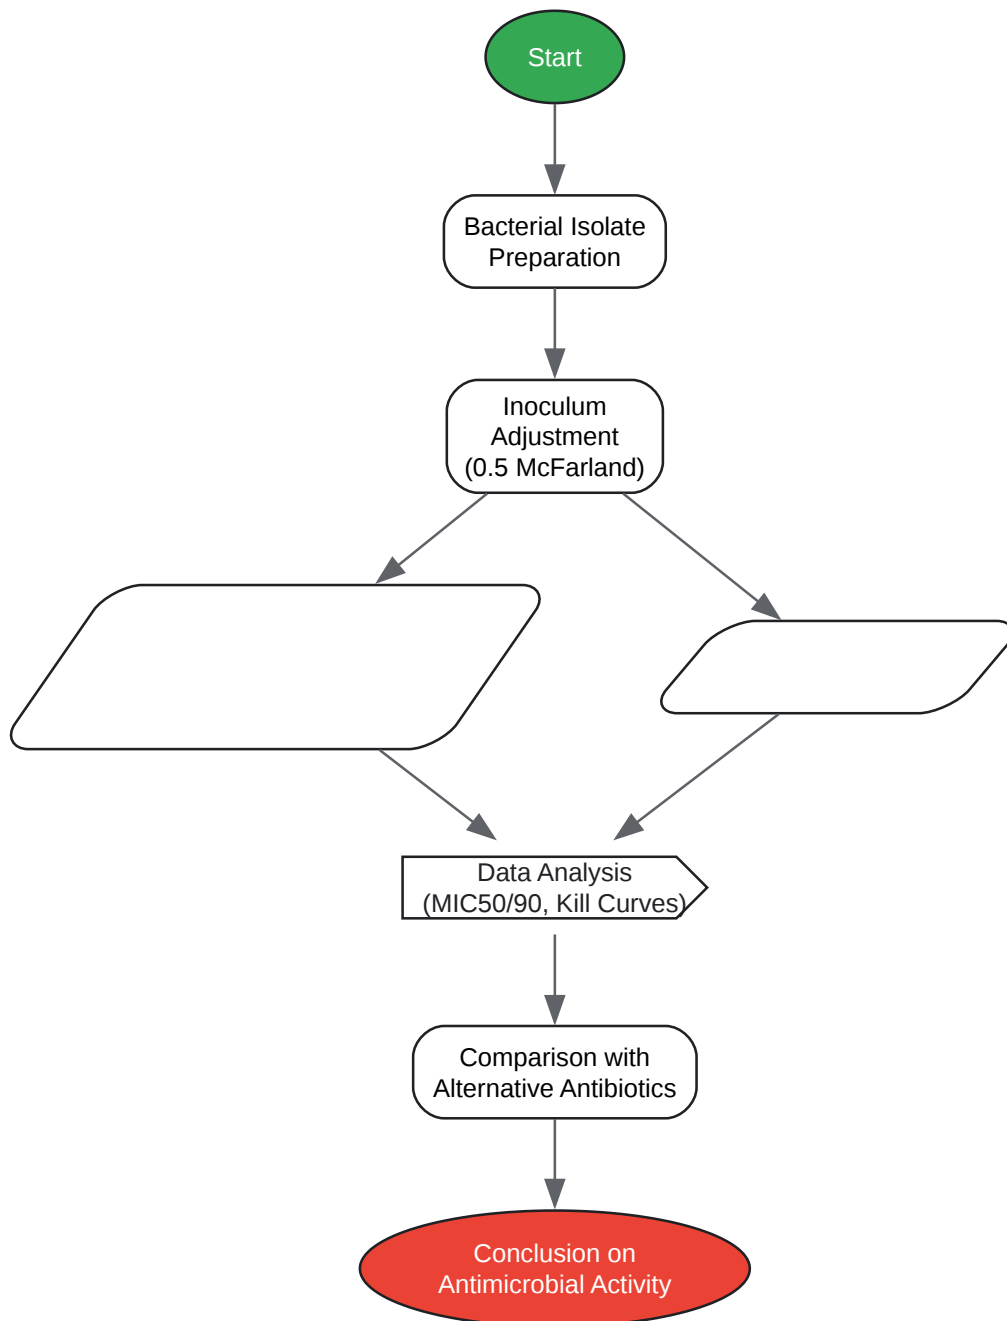 Start
Bacterial Isolate
Preparation
Inoculum
Adjustment
(0.5 McFarland)
Data Analysis
(MIC50/90, Kill Curves)
Comparison with
Alternative Antibiotics
Conclusion on
Antimicrobial Activity